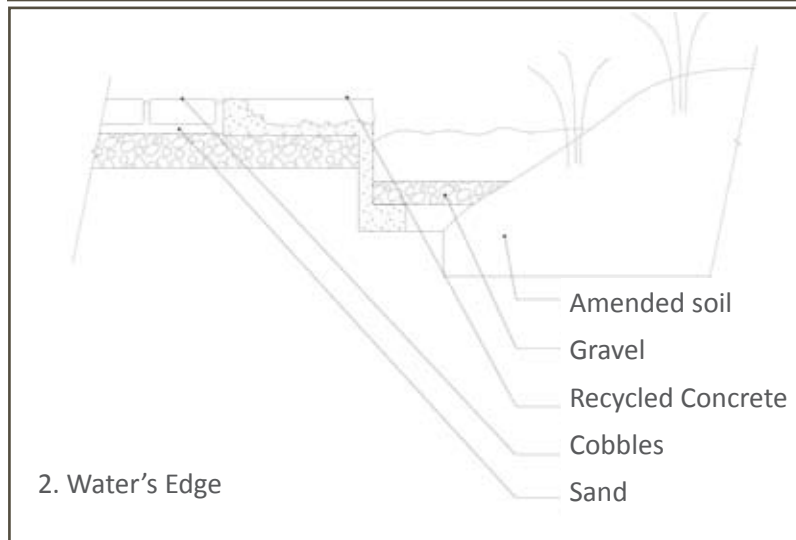 Amended soil
Gravel
Recycled Concrete
Cobbles
Sand
2. Water’s Edge